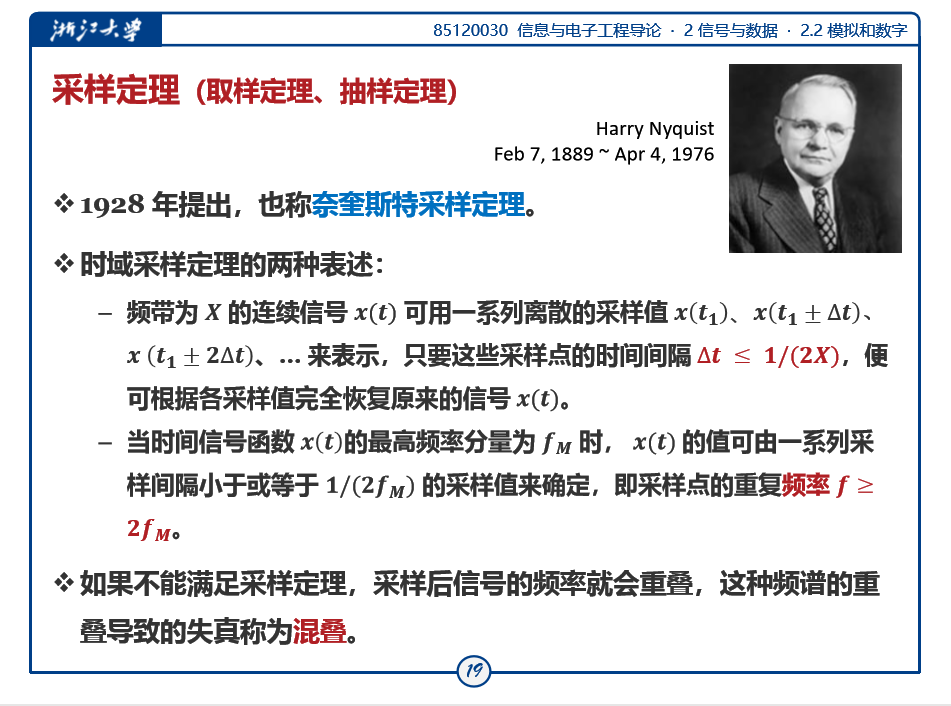 浙江大学
85120030 信息与电子工程导论 · 2 信号与数据 · 2.2 模拟和数字
采样定理（取样定理、抽样定理）
Harry Nyquist
Feb 7, 1889 ~ Apr 4, 1976
❖ 1928 年提出，也称奈奎斯特采样定理。
❖ 时域采样定理的两种表述：
– 频带为 X 的连续信号 x(t) 可用一系列离散的采样值 x(t₁)、x(t₁ ± Δt)、
x (t₁ ± 2Δt)、… 来表示，只要这些采样点的时间间隔 Δt ≤ 1/(2X)，便
可根据各采样值完全恢复原来的信号 x(t)。
– 当时间信号函数 x(t)的最高频率分量为 f_M 时， x(t) 的值可由一系列采
样间隔小于或等于 1/(2f_M) 的采样值来确定，即采样点的重复频率 f ≥
2f_M。
❖ 如果不能满足采样定理，采样后信号的频率就会重叠，这种频谱的重
叠导致的失真称为混叠。
19